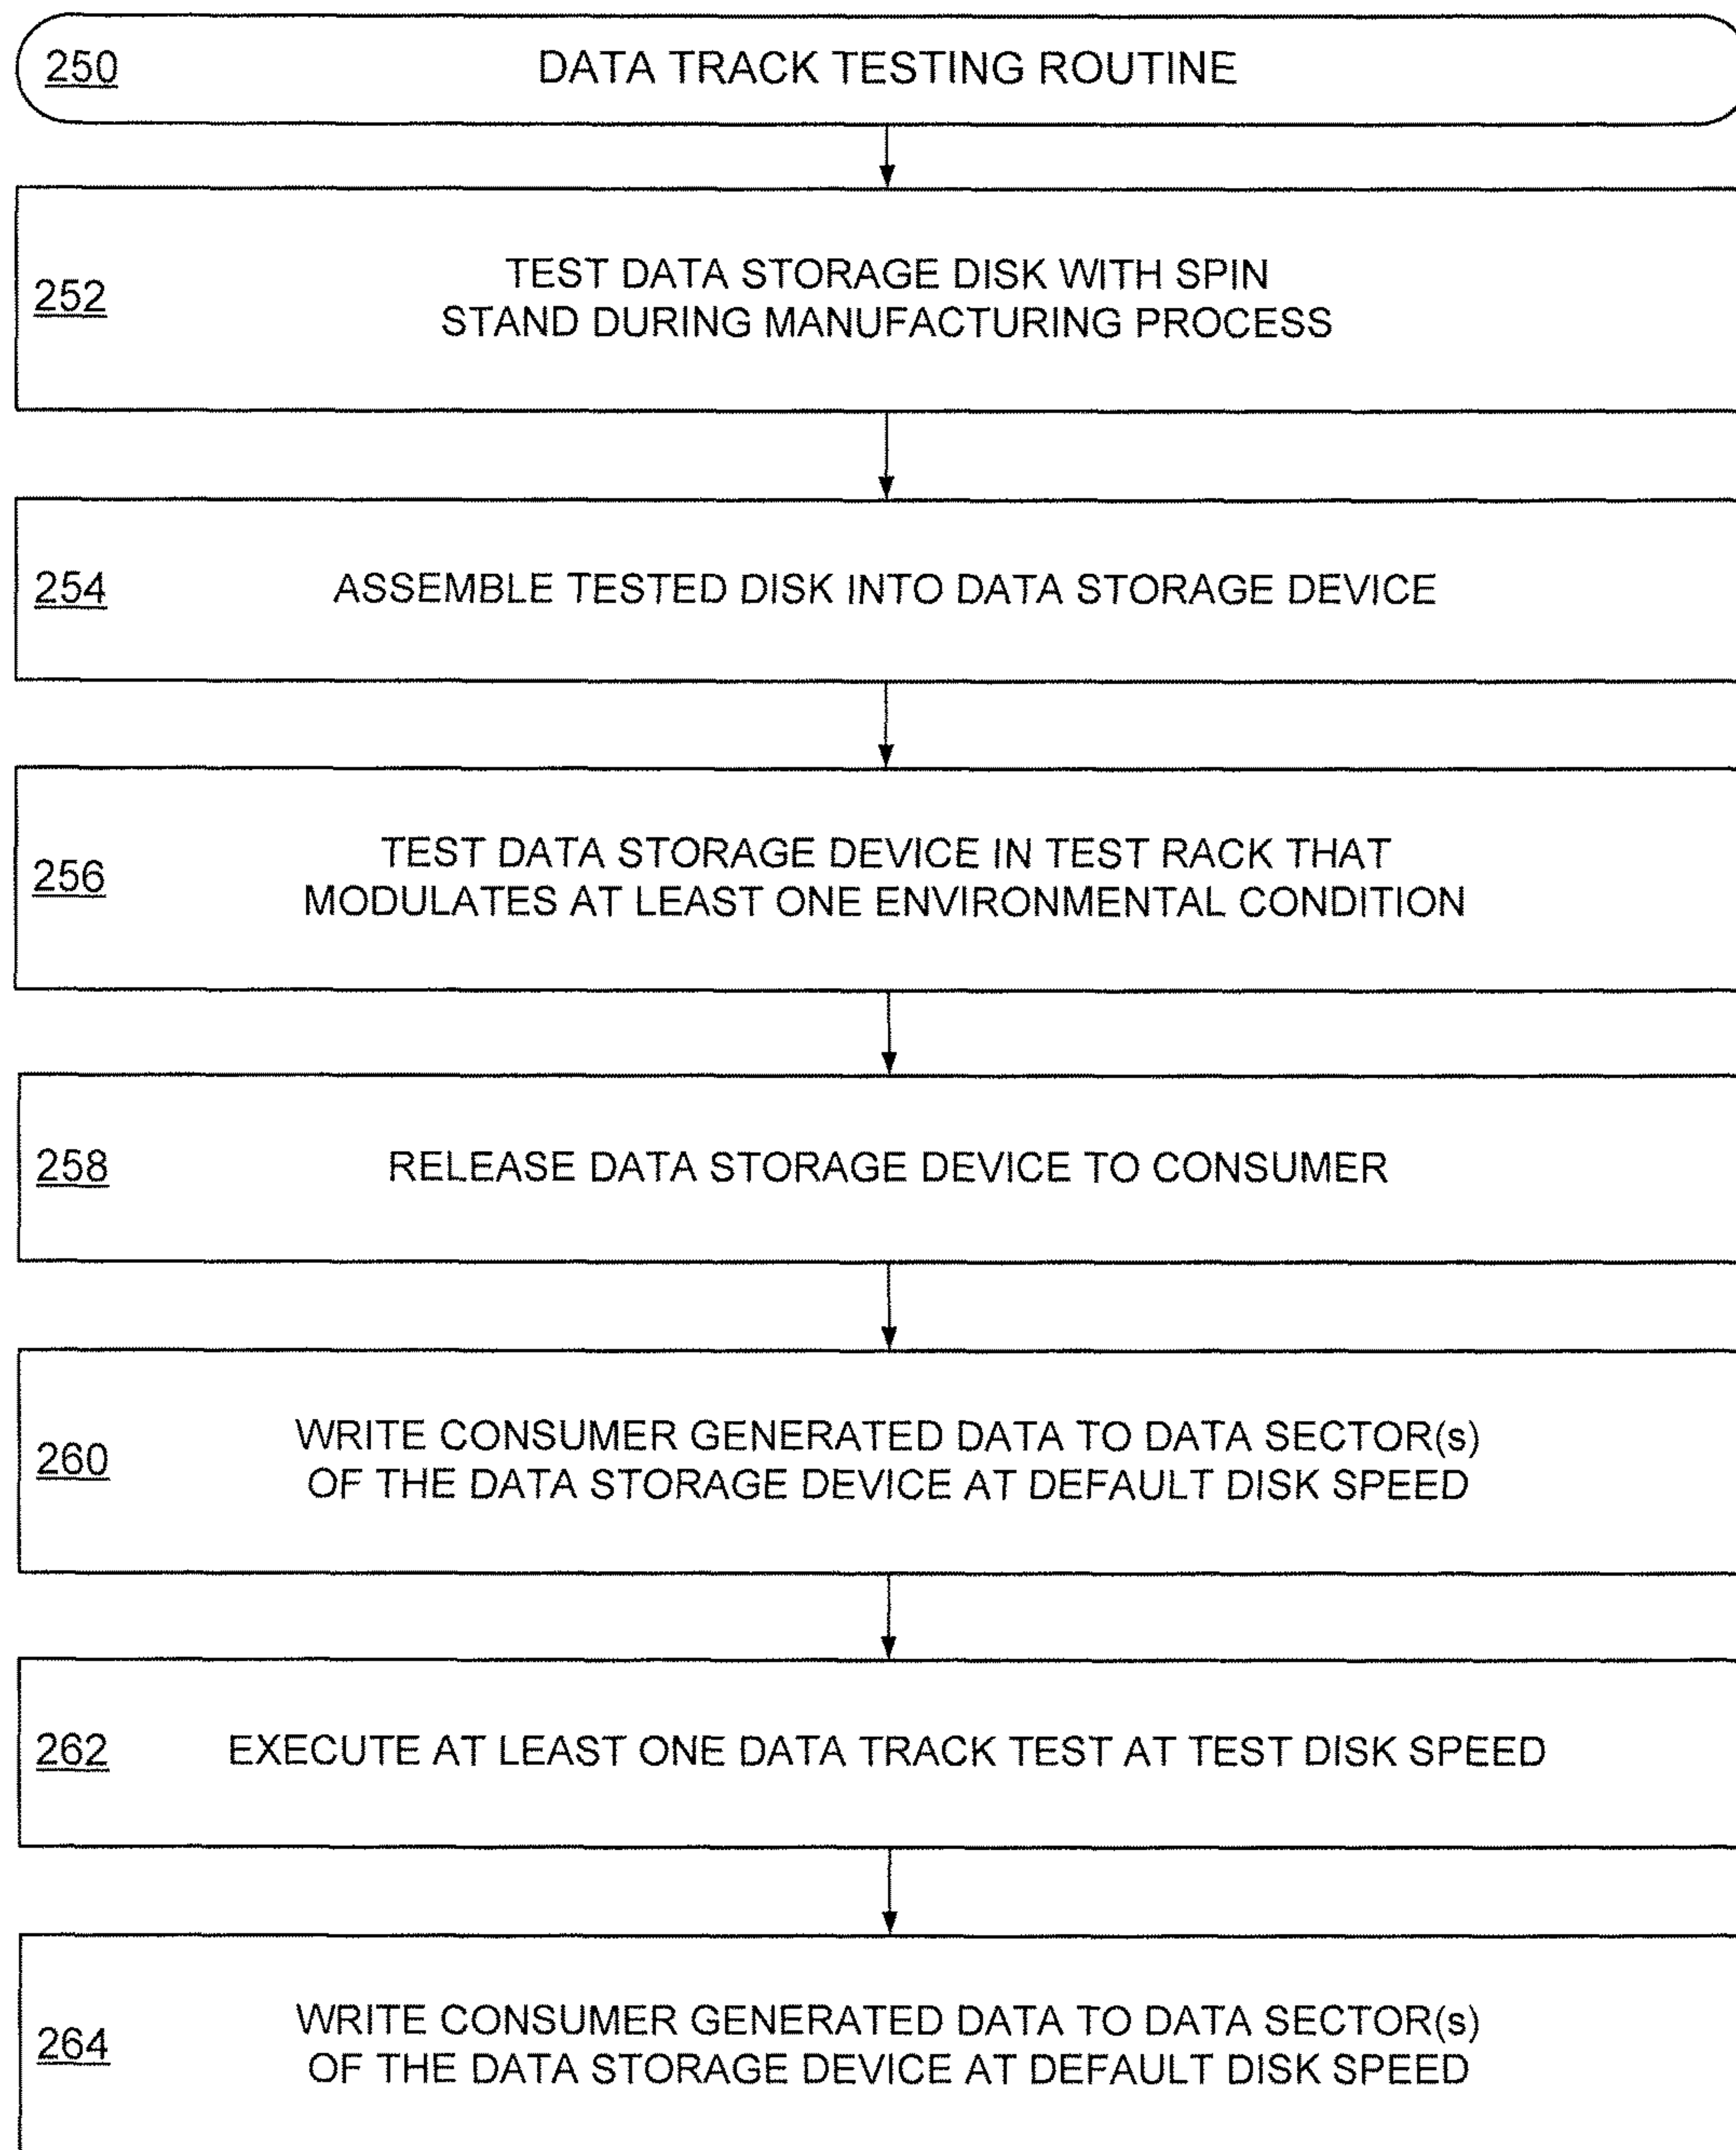 250 DATA TRACK TESTING ROUTINE
252 TEST DATA STORAGE DISK WITH SPIN
STAND DURING MANUFACTURING PROCESS
254 ASSEMBLE TESTED DISK INTO DATA STORAGE DEVICE
256 TEST DATA STORAGE DEVICE IN TEST RACK THAT
MODULATES AT LEAST ONE ENVIRONMENTAL CONDITION
258 RELEASE DATA STORAGE DEVICE TO CONSUMER
260 WRITE CONSUMER GENERATED DATA TO DATA SECTOR(s)
OF THE DATA STORAGE DEVICE AT DEFAULT DISK SPEED
262 EXECUTE AT LEAST ONE DATA TRACK TEST AT TEST DISK SPEED
264 WRITE CONSUMER GENERATED DATA TO DATA SECTOR(s)
OF THE DATA STORAGE DEVICE AT DEFAULT DISK SPEED